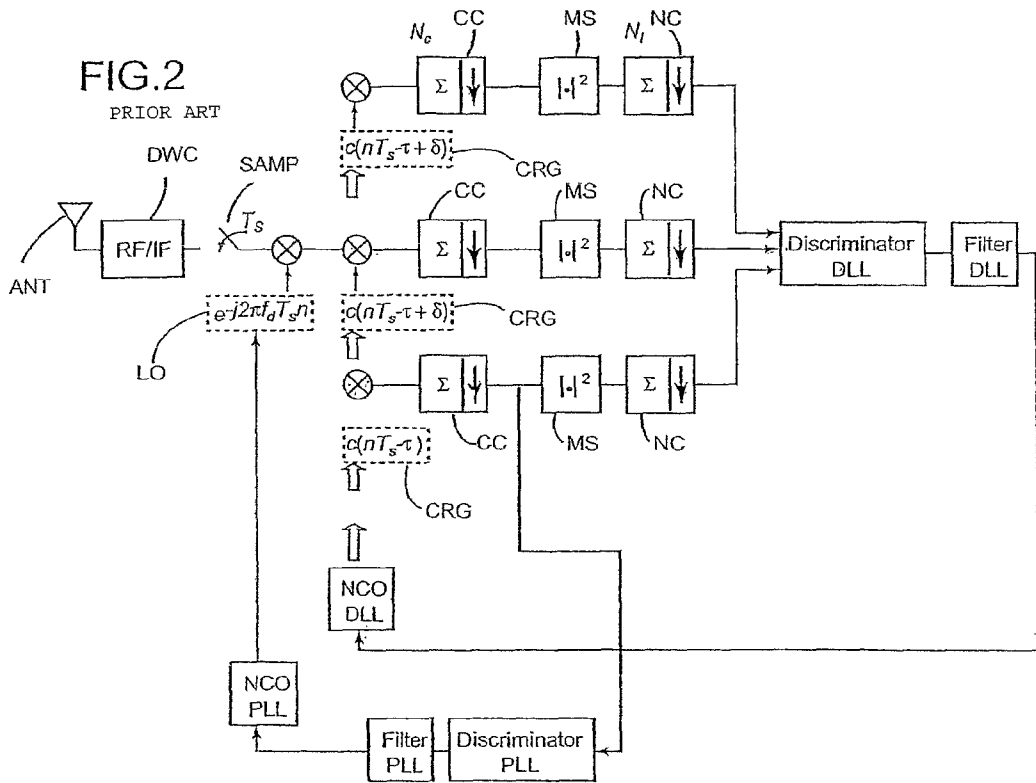 FIG.2
PRIOR ART
N_c
CC
MS
N_I
NC
Σ
|•|²
Σ
c(nT_s-τ+δ)
CRG
DWC
SAMP
T_s
CC
MS
NC
ANT
RF/IF
Σ
|•|²
Σ
.Discriminator
DLL
Filter
DLL
e-j2πf_dT_sn
LO
c(nT_s-τ+δ)
CRG
Σ
|•|²
Σ
CC
MS
NC
c(nT_s-τ)
CRG
NCO
DLL
NCO
PLL
Filter
PLL
Discriminator
PLL